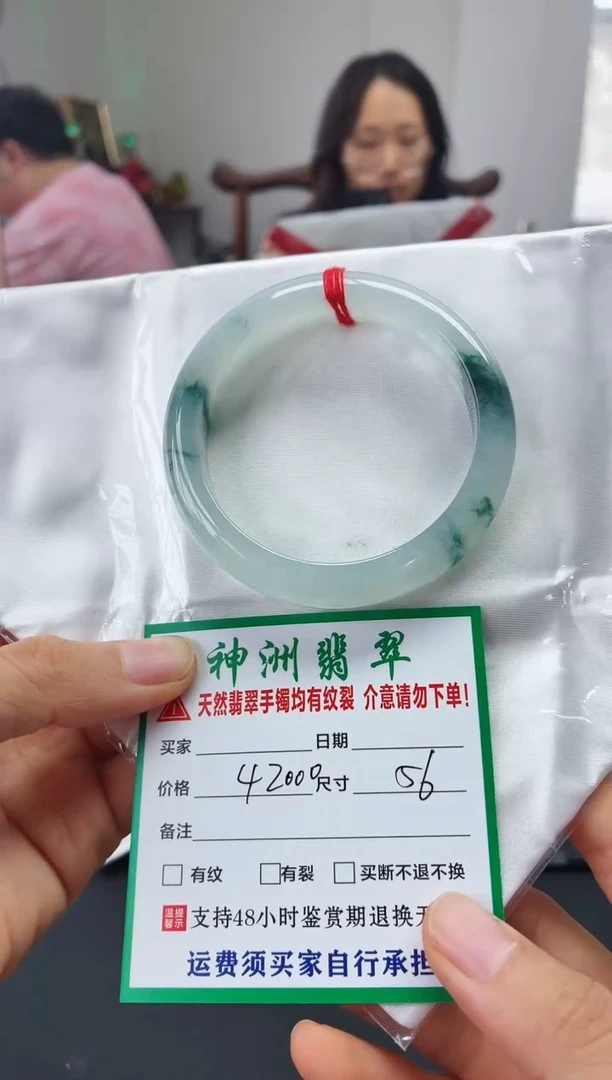 神洲翡翠
天然翡翠手镯均有纹裂 介意请勿下单!
买家 日期
价格 42000 尺寸 56
备注
有纹 有裂 买断不退不换
温馨提示 支持48小时鉴赏期退换
运费须买家自行承担